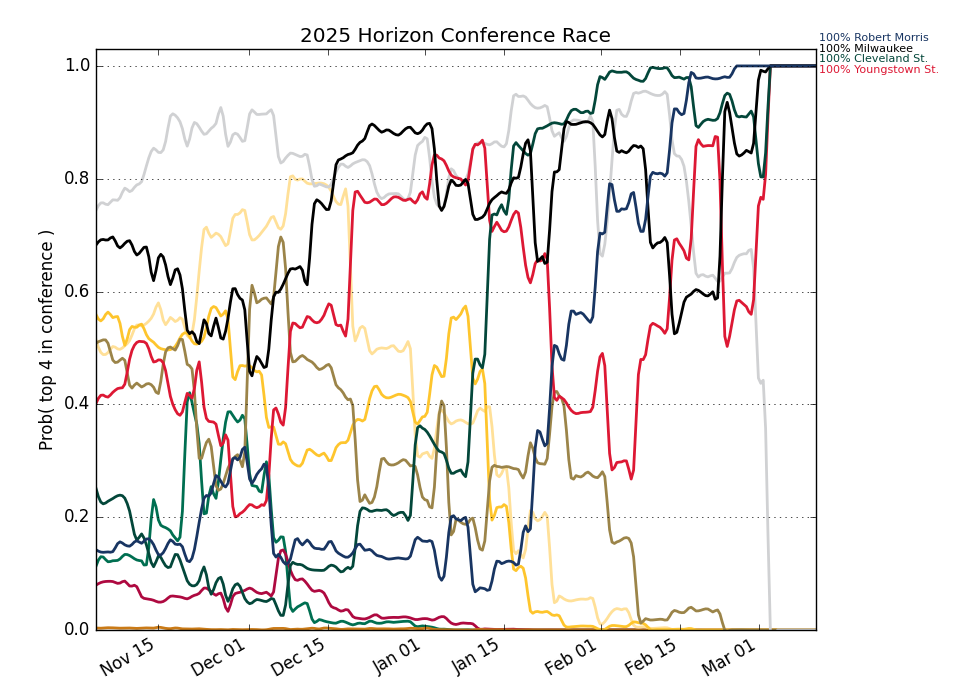 2025 Horizon Conference Race
100% Robert Morris
100% Milwaukee
100% Cleveland St.
100% Youngstown St.
Prob( top 4 in conference )
1.0
0.8
0.6
0.4
0.2
0.0
Nov 15
Dec 01
Dec 15
Jan 01
Jan 15
Feb 01
Feb 15
Mar 01